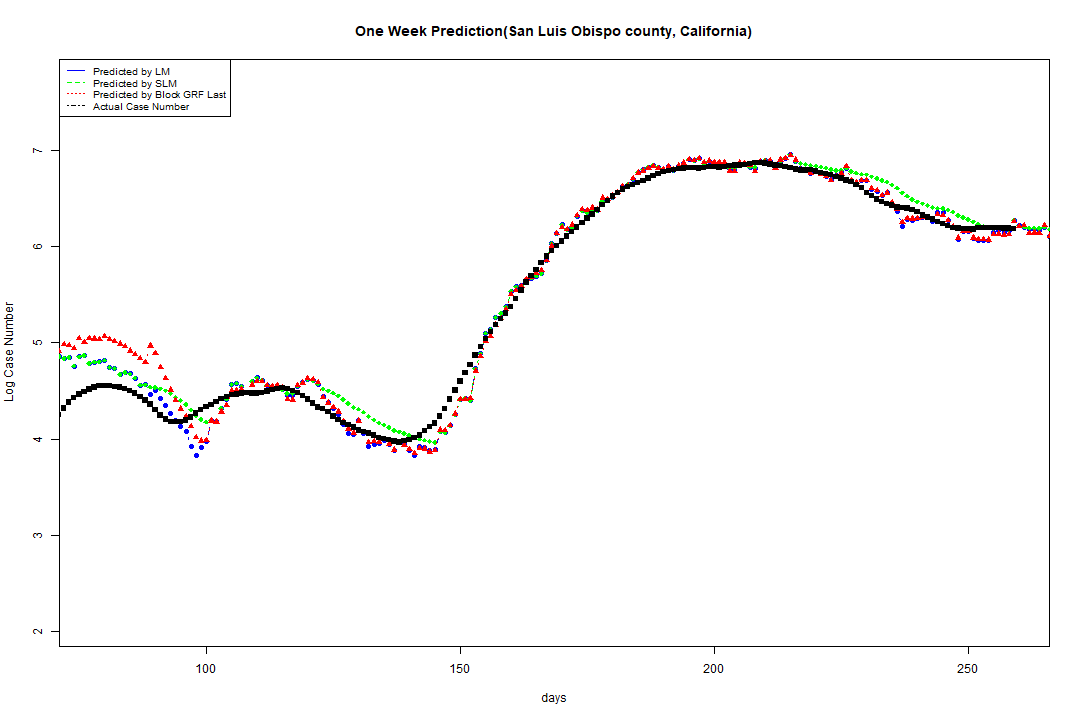 One Week Prediction(San Luis Obispo county, California)
Predicted by LM
Predicted by SLM
Predicted by Block GRF Last
Actual Case Number
Log Case Number
7
6
5
4
3
2
100 150 200 250
days